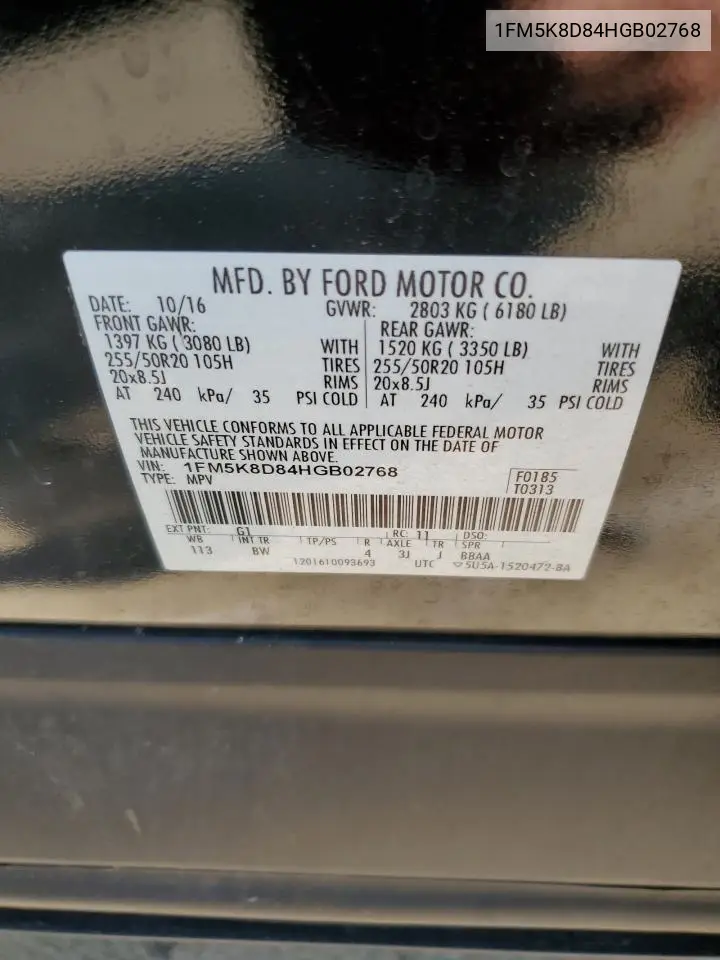 1FM5K8D84HGB02768
MFD. BY FORD MOTOR CO.
DATE: 10/16 GVWR: 2803 KG ( 6180 LB)
FRONT GAWR: REAR GAWR:
1397 KG ( 3080 LB) WITH 1520 KG ( 3350 LB) WITH
255/50R20 105H TIRES 255/50R20 105H TIRES
20x8.5J RIMS 20x8.5J RIMS
AT 240 kPa/ 35 PSI COLD AT 240 kPa/ 35 PSI COLD
THIS VEHICLE CONFORMS TO ALL APPLICABLE FEDERAL MOTOR
VEHICLE SAFETY STANDARDS IN EFFECT ON THE DATE OF
MANUFACTURE SHOWN ABOVE.
VIN: 1FM5K8D84HGB02768 F0185
TYPE: MPV T0313
EXT PNT: G1 RC: 11 DSO:
WB INT TR TP/PS R AXLE TR SPR
113 BW 4 3J J BBAA
1201610093693 UTC 5U5A-1520472-BA